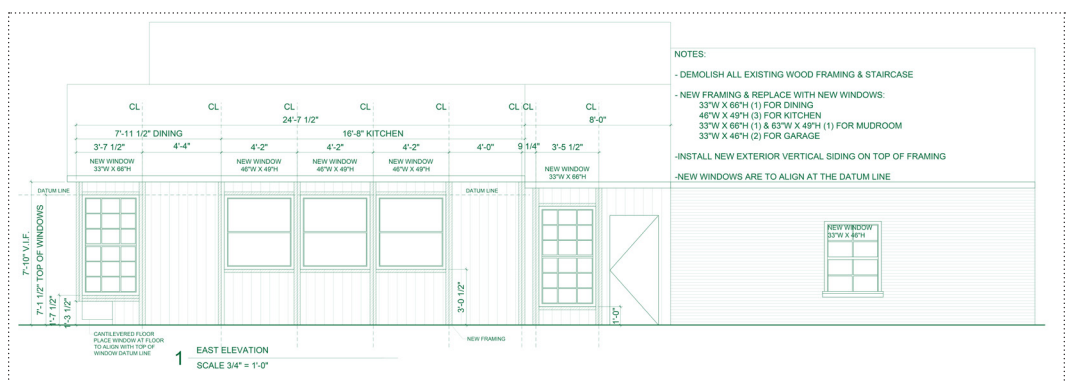 NOTES:
- DEMOLISH ALL EXISTING WOOD FRAMING & STAIRCASE
- NEW FRAMING & REPLACE WITH NEW WINDOWS:
33"W X 66"H (1) FOR DINING
46"W X 49"H (3) FOR KITCHEN
33"W X 66"H (1) & 63"W X 49"H (1) FOR MUDROOM
33"W X 46"H (2) FOR GARAGE
-INSTALL NEW EXTERIOR VERTICAL SIDING ON TOP OF FRAMING
-NEW WINDOWS ARE TO ALIGN AT THE DATUM LINE
CL CL CL CL CL CL CL CL
24'-7 1/2" 8'-0"
7'-11 1/2" DINING 16'-8" KITCHEN
3'-7 1/2" 4'-4" 4'-2" 4'-2" 4'-2" 4'-0" 9 1/4" 3'-5 1/2"
NEW WINDOW
33"W X 66"H
NEW WINDOW
46"W X 49"H
NEW WINDOW
46"W X 49"H
NEW WINDOW
46"W X 49"H
NEW WINDOW
33"W X 66"H
DATUM LINE DATUM LINE
NEW WINDOW
33"W X 46"H
7'-10" V.I.F.
7'-1 1/2" TOP OF WINDOWS
1'-7 1/2"
1'-3 1/2"
3'-0 1/2"
1'-0"
CANTILEVERED FLOOR
PLACE WINDOW AT FLOOR
TO ALIGN WITH TOP OF
WINDOW DATUM LINE
NEW FRAMING
1 EAST ELEVATION
SCALE 3/4" = 1'-0"